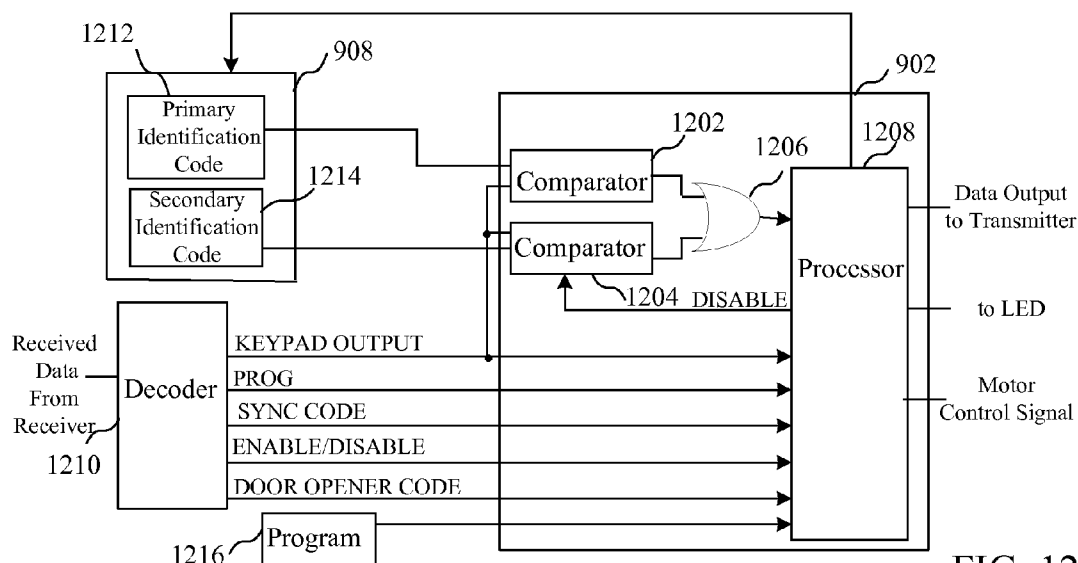 1212
908
902
Primary
Identification
Code
1202
1206
1208
1214
Comparator
Secondary
Identification
Code
Data Output
to Transmitter
Comparator
Processor
1204
DISABLE
to LED
Received
Data
From
Receiver
Decoder
KEYPAD OUTPUT
PROG
Motor
Control Signal
SYNC CODE
1210
ENABLE/DISABLE
DOOR OPENER CODE
1216
Program
FIG. 12